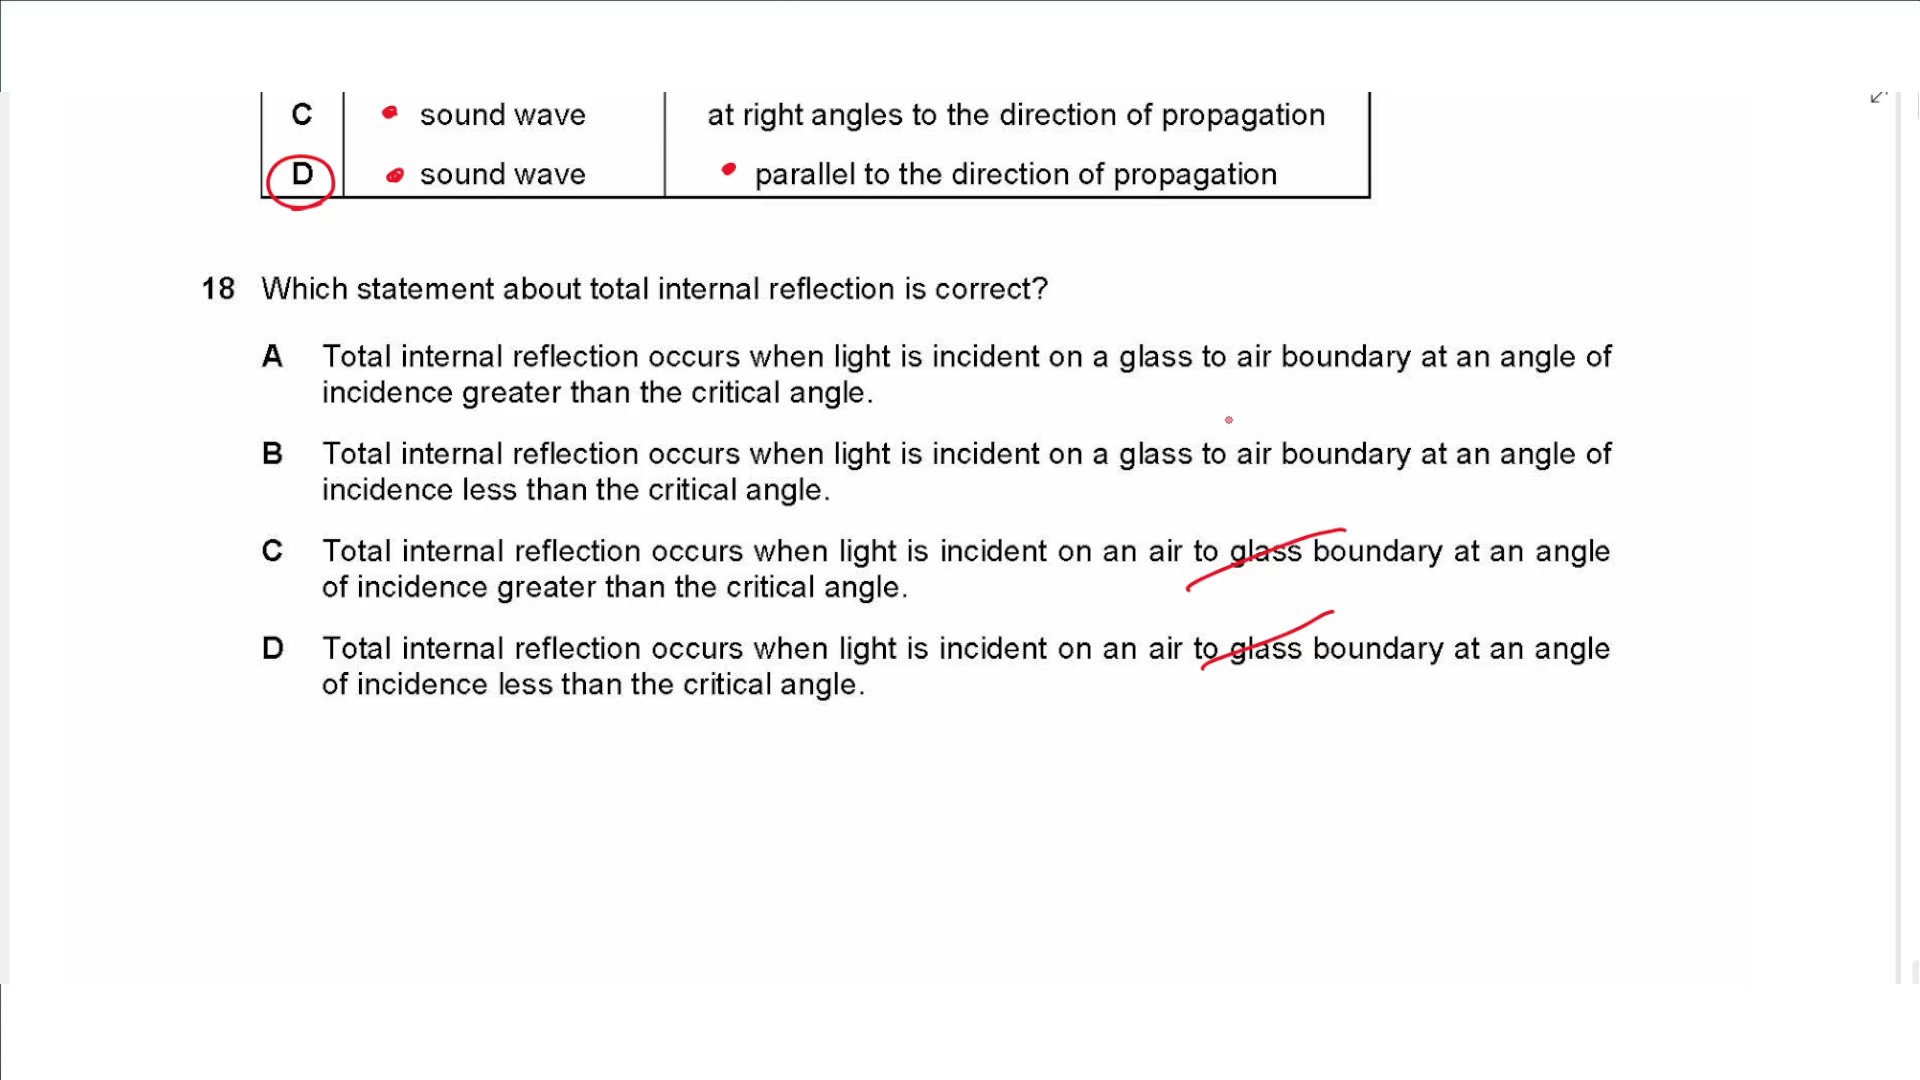 C sound wave at right angles to the direction of propagation
D sound wave parallel to the direction of propagation
18 Which statement about total internal reflection is correct?
A Total internal reflection occurs when light is incident on a glass to air boundary at an angle of
incidence greater than the critical angle.
B Total internal reflection occurs when light is incident on a glass to air boundary at an angle of
incidence less than the critical angle.
C Total internal reflection occurs when light is incident on an air to glass boundary at an angle
of incidence greater than the critical angle.
D Total internal reflection occurs when light is incident on an air to glass boundary at an angle
of incidence less than the critical angle.